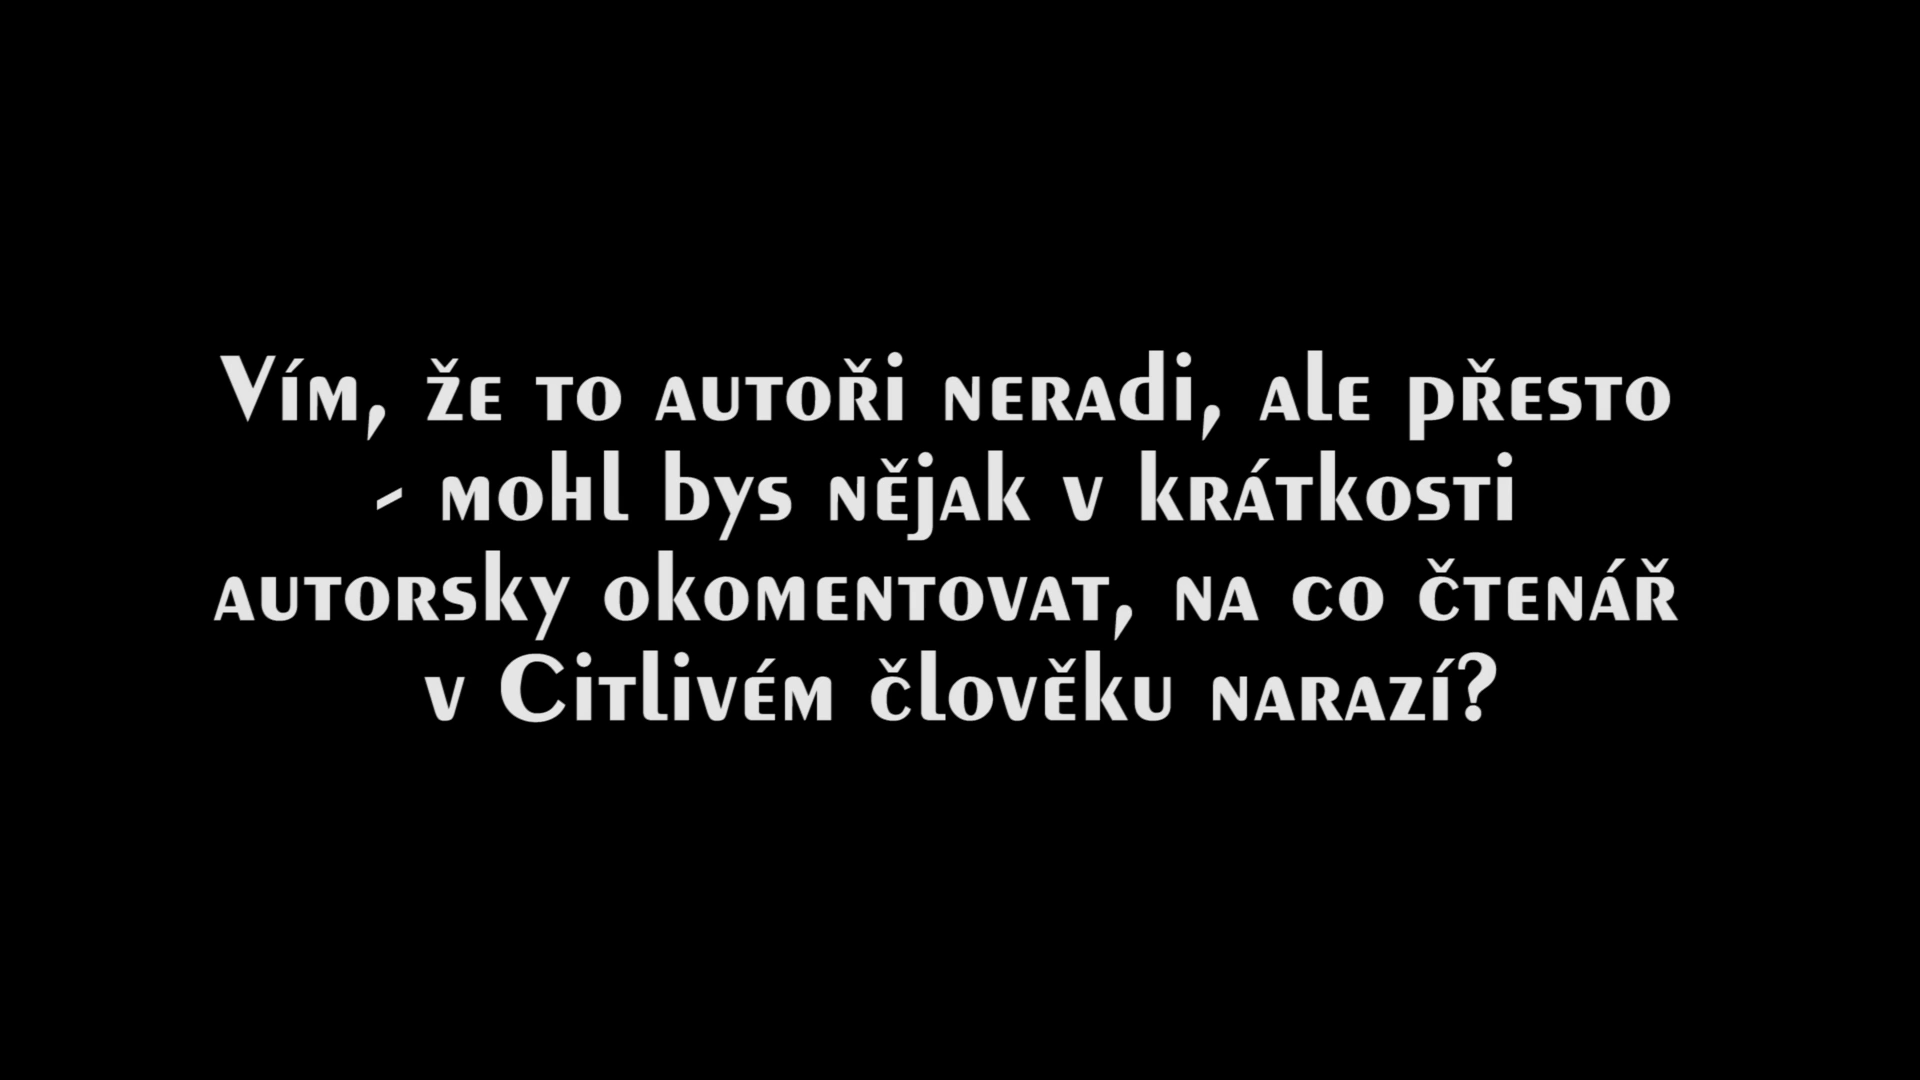 Vím, že to autoři neradi, ale přesto
- mohl bys nějak v krátkosti
autorsky okomentovat, na co čtenář
v Citlivém člověku narazí?